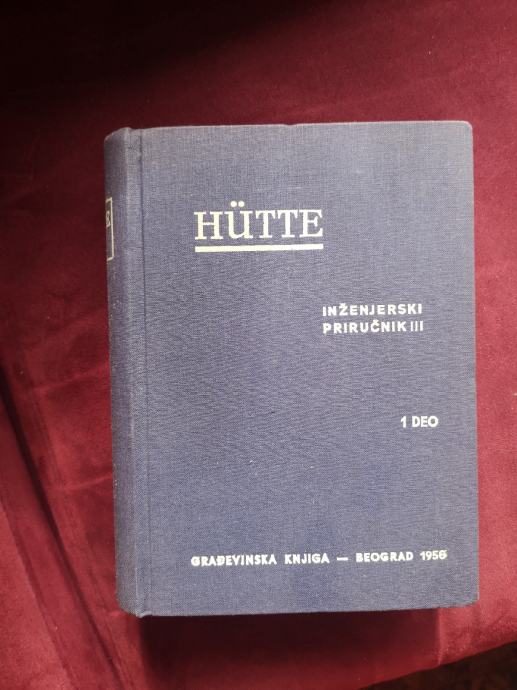 HÜTTE
INŽENJERSKI
PRIRUČNIK III
1 DEO
GRAĐEVINSKA KNJIGA — BEOGRAD 1956